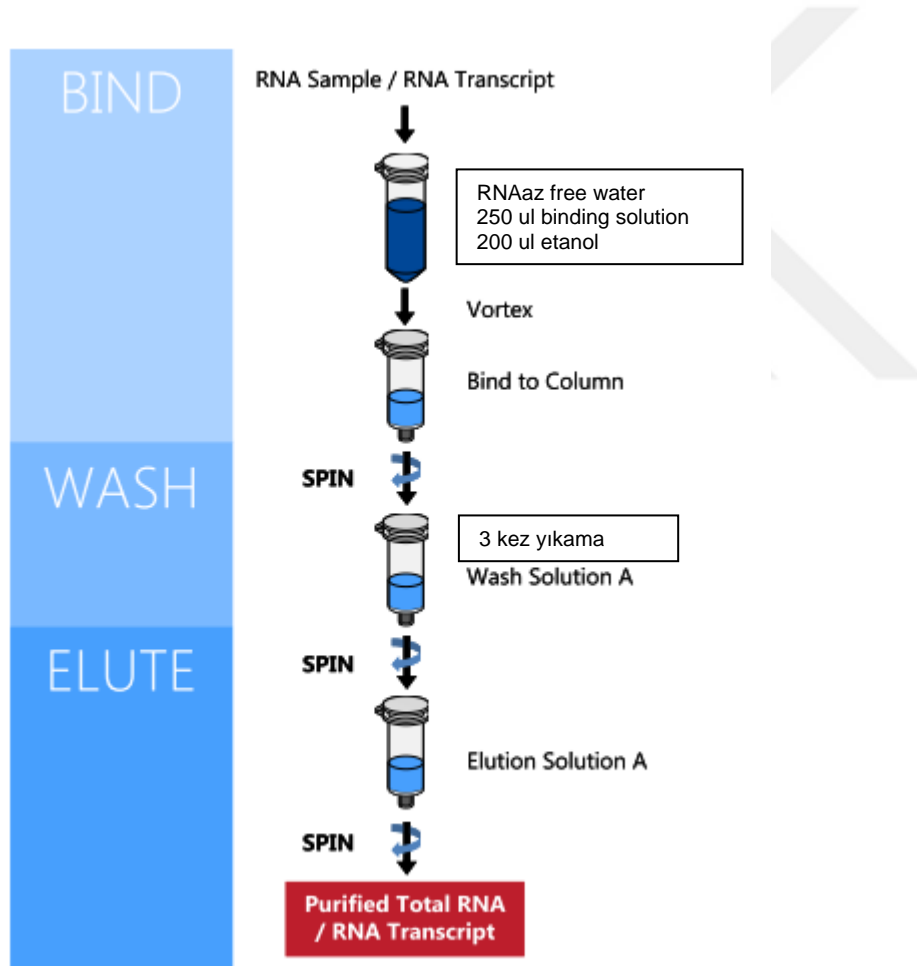 BIND
RNA Sample / RNA Transcript
RNAaz free water
250 ul binding solution
200 ul etanol
Vortex
Bind to Column
WASH
SPIN
3 kez yıkama
Wash Solution A
ELUTE
SPIN
Elution Solution A
SPIN
Purified Total RNA
/ RNA Transcript